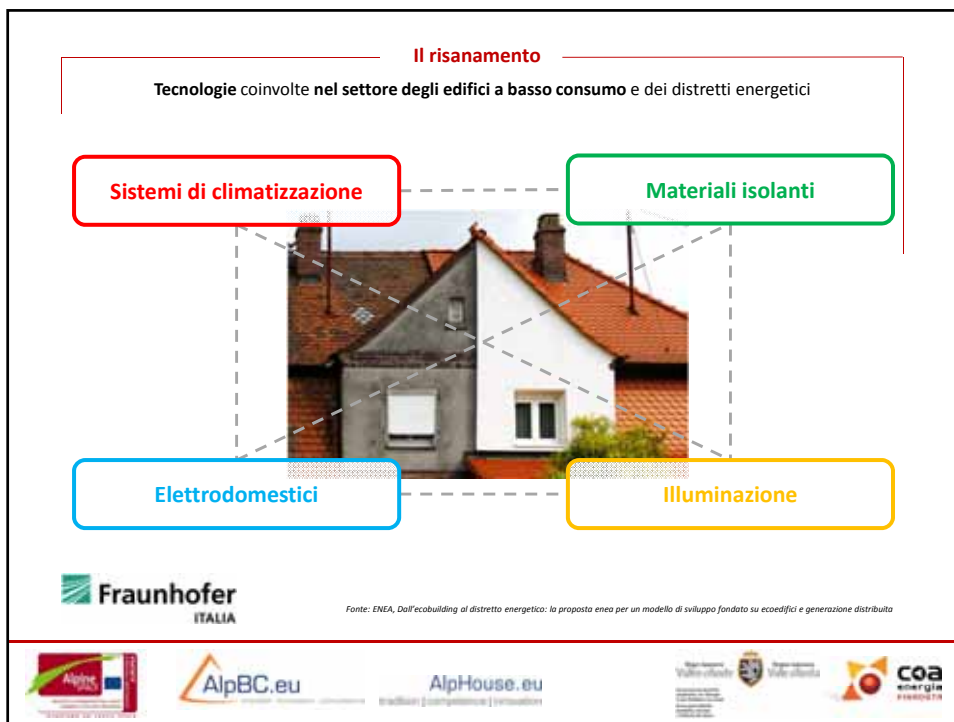 Il risanamento
Tecnologie coinvolte nel settore degli edifici a basso consumo e dei distretti energetici
Sistemi di climatizzazione
Materiali isolanti
Elettrodomestici
Illuminazione
Fraunhofer
ITALIA
Fonte: ENEA, Dall'ecobuilding al distretto energetico: la proposta enea per un modello di sviluppo fondato su ecoedifici e generazione distribuita
Alpine
AlpBC.eu
AlpHouse.eu
tradition | competence | innovation
coa
energia